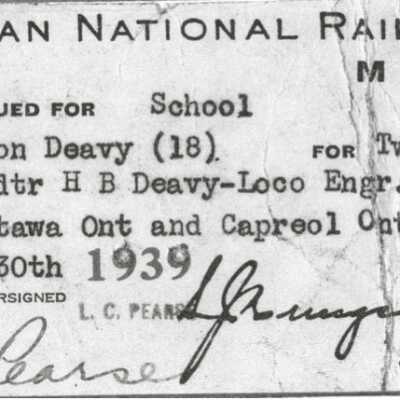 AN NATIONAL RAI
M
UED FOR School
on Deavy (18) FOR Tw
dtr H B Deavy-Loco Engr.
tawa Ont and Capreol Ont
30th 1939
RSIGNED L. C. PEARS
Pearse